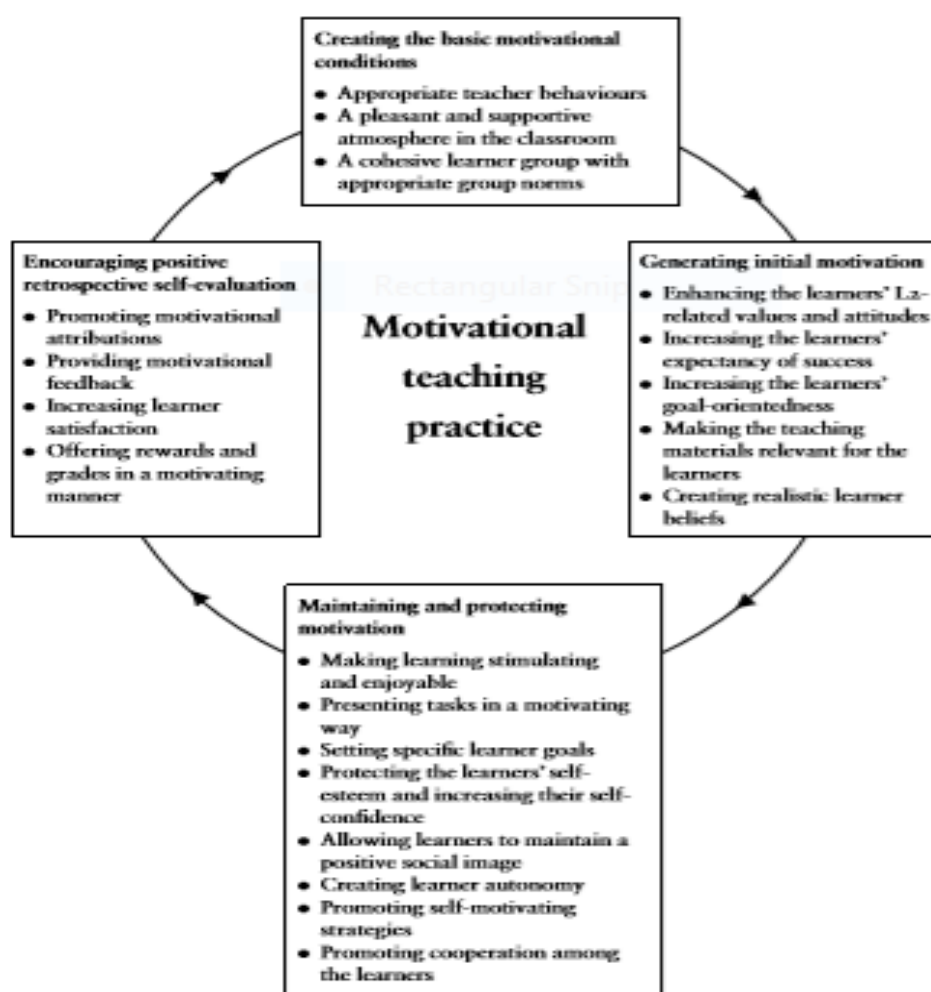 Creating the basic motivational
conditions
● Appropriate teacher behaviours
● A pleasant and supportive
atmosphere in the classroom
● A cohesive learner group with
appropriate group norms
Encouraging positive
retrospective self-evaluation
● Promoting motivational
attributions
● Providing motivational
feedback
● Increasing learner
satisfaction
● Offering rewards and
grades in a motivating
manner
Rectangular Snip
Motivational
teaching
practice
Generating initial motivation
● Enhancing the learners' L2-
related values and attitudes
● Increasing the learners'
expectancy of success
● Increasing the learners'
goal-orientedness
● Making the teaching
materials relevant for the
learners
● Creating realistic learner
beliefs
Maintaining and protecting
motivation
● Making learning stimulating
and enjoyable
● Presenting tasks in a motivating
way
● Setting specific learner goals
● Protecting the learners' self-
esteem and increasing their self-
confidence
● Allowing learners to maintain a
positive social image
● Creating learner autonomy
● Promoting self-motivating
strategies
● Promoting cooperation among
the learners